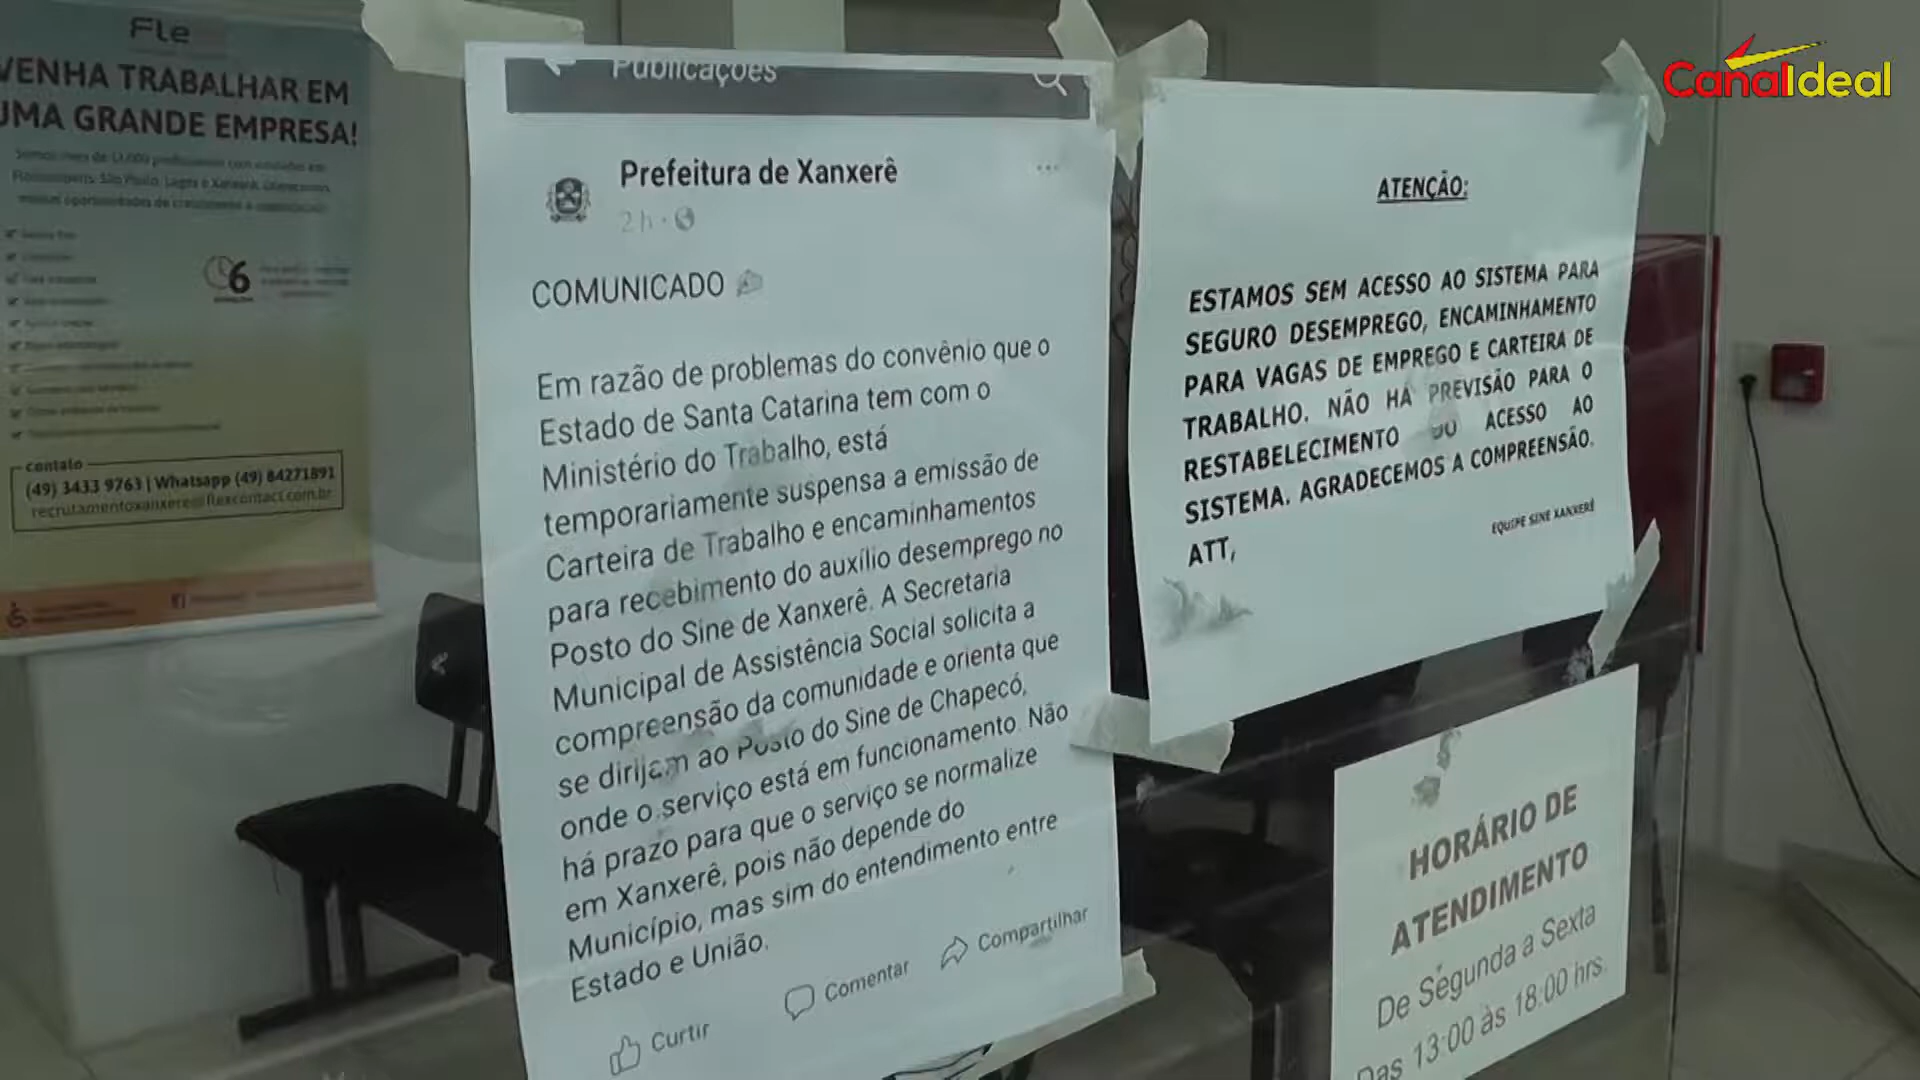 Fle
VENHA TRABALHAR EM
UMA GRANDE EMPRESA!
6
contato
(49) 3433 9763 | Whatsapp (49) 84271891
recrutamentoxanxere@flexcontact.com.br
Publicações
Prefeitura de Xanxerê
2 h ·
COMUNICADO
Em razão de problemas do convênio que o
Estado de Santa Catarina tem com o
Ministério do Trabalho, está
temporariamente suspensa a emissão de
Carteira de Trabalho e encaminhamentos
para recebimento do auxílio desemprego no
Posto do Sine de Xanxerê. A Secretaria
Municipal de Assistência Social solicita a
compreensão da comunidade e orienta que
se dirijam ao Posto do Sine de Chapecó,
onde o serviço está em funcionamento. Não
há prazo para que o serviço se normalize
em Xanxerê, pois não depende do
Município, mas sim do entendimento entre
Estado e União.
Curtir
Comentar
Compartilhar
ATENÇÃO:
ESTAMOS SEM ACESSO AO SISTEMA PARA
SEGURO DESEMPREGO, ENCAMINHAMENTO
PARA VAGAS DE EMPREGO E CARTEIRA DE
TRABALHO. NÃO HÁ PREVISÃO PARA O
RESTABELECIMENTO DO ACESSO AO
SISTEMA. AGRADECEMOS A COMPREENSÃO.
EQUIPE SINE XANXERÊ
ATT,
HORÁRIO DE
ATENDIMENTO
De Segunda a Sexta
Das 13:00 às 18:00 hrs
CanalIdeal